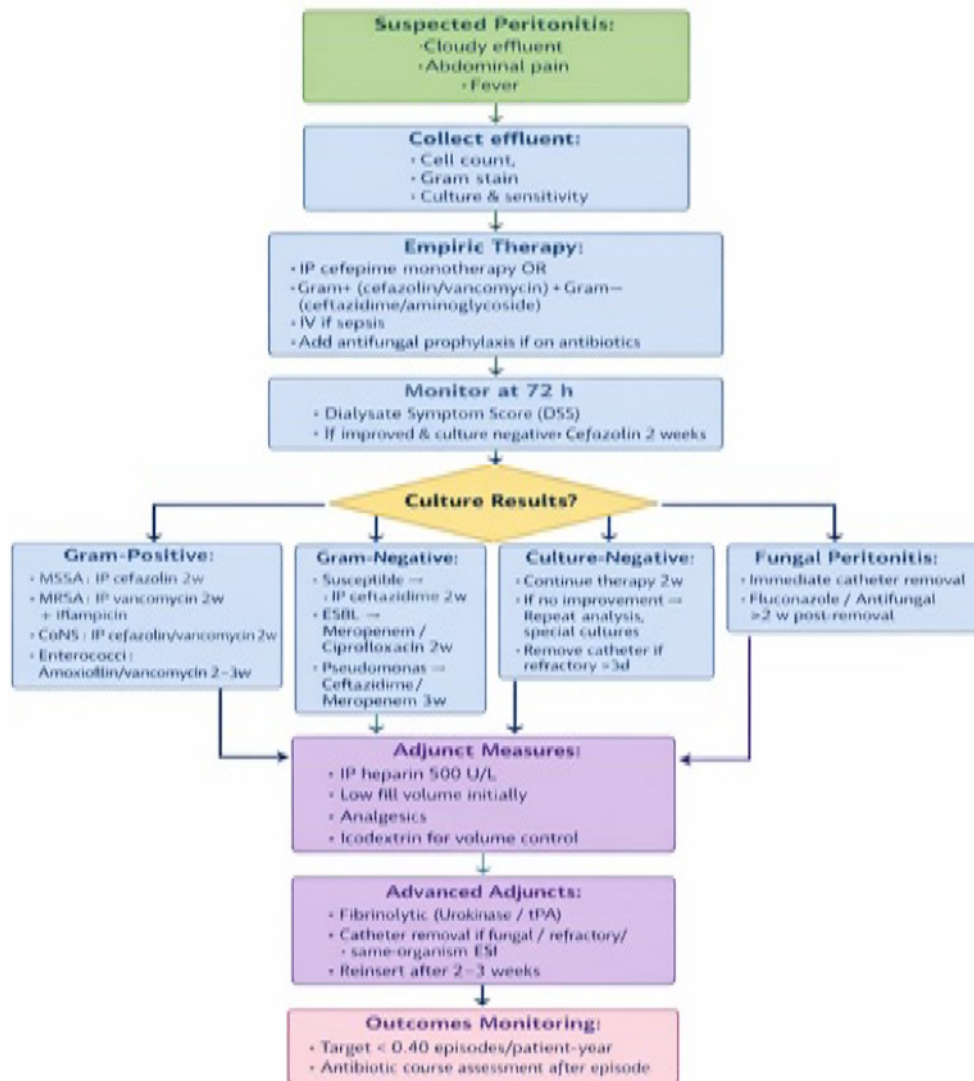 Suspected Peritonitis:
·Cloudy effluent
·Abdominal pain
·Fever
Collect effluent:
· Cell count,
· Gram stain
· Culture & sensitivity
Empiric Therapy:
· IP cefepime monotherapy OR
· Gram+ (cefazolin/vancomycin) + Gram−
(ceftazidime/aminoglycoside)
· IV if sepsis
· Add antifungal prophylaxis if on antibiotics
Monitor at 72 h
· Dialysate Symptom Score (DSS)
· If improved & culture negative· Cefazolin 2 weeks
Culture Results?
Gram-Positive:
· MSSA : IP cefazolin 2w
· MRSA : IP vancomycin 2w
+ iflampicin
· CoNS : IP cefazolin/vancomycin 2w
· Enterococci :
Amoxiotlin/vancomycin 2–3w
Gram-Negative:
· Susceptible →
· IP ceftazidime 2w
· ESBL →
Meropenem /
Ciprofloxacin 2w
· Pseudomonas →
Ceftazidime/
Meropenem 3w
Culture-Negative:
· Continue therapy 2w
· If no improvement →
Repeat analysis,
special cultures
· Remove catheter if
refractory >3d
Fungal Peritonitis:
· Immediate catheter removal
· Fluconazole / Antifungal
≥2 w post-removal
Adjunct Measures:
· IP heparin 500 U/L
· Low fill volume initially
· Analgesics
· Icodextrin for volume control
Advanced Adjuncts:
· Fibrinolytic (Urokinase / tPA)
· Catheter removal if fungal / refractory/
· same-organism ESI
· Reinsert after 2–3 weeks
Outcomes Monitoring:
· Target < 0.40 episodes/patient-year
· Antibiotic course assessment after episode